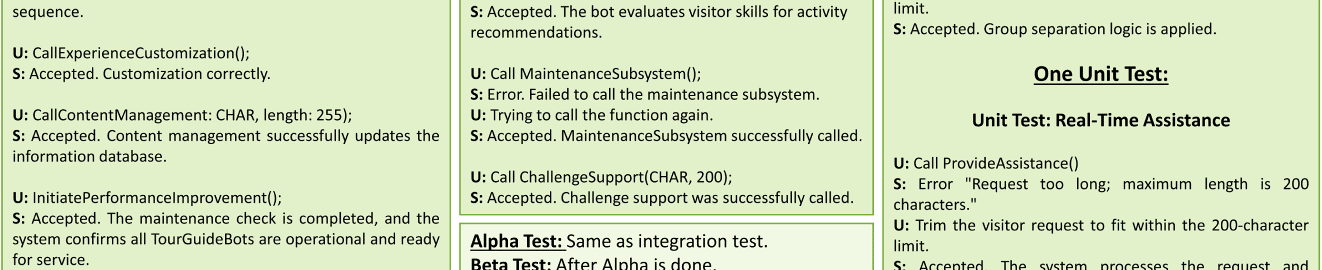 sequence.
U: CallExperienceCustomization();
S: Accepted. Customization correctly.
U: CallContentManagement: CHAR, length: 255);
S: Accepted. Content management successfully updates the
information database.
U: InitiatePerformanceImprovement();
S: Accepted. The maintenance check is completed, and the
system confirms all TourGuideBots are operational and ready
for service.
S: Accepted. The bot evaluates visitor skills for activity
recommendations.
U: Call MaintenanceSubsystem();
S: Error. Failed to call the maintenance subsystem.
U: Trying to call the function again.
S: Accepted. MaintenanceSubsystem successfully called.
U: Call ChallengeSupport(CHAR, 200);
S: Accepted. Challenge support was successfully called.
Alpha Test: Same as integration test.
Beta Test: After Alpha is done.
limit.
S: Accepted. Group separation logic is applied.
One Unit Test:
Unit Test: Real-Time Assistance
U: Call ProvideAssistance()
S: Error "Request too long; maximum length is 200
characters."
U: Trim the visitor request to fit within the 200-character
limit.
S: Accepted. The system processes the request and